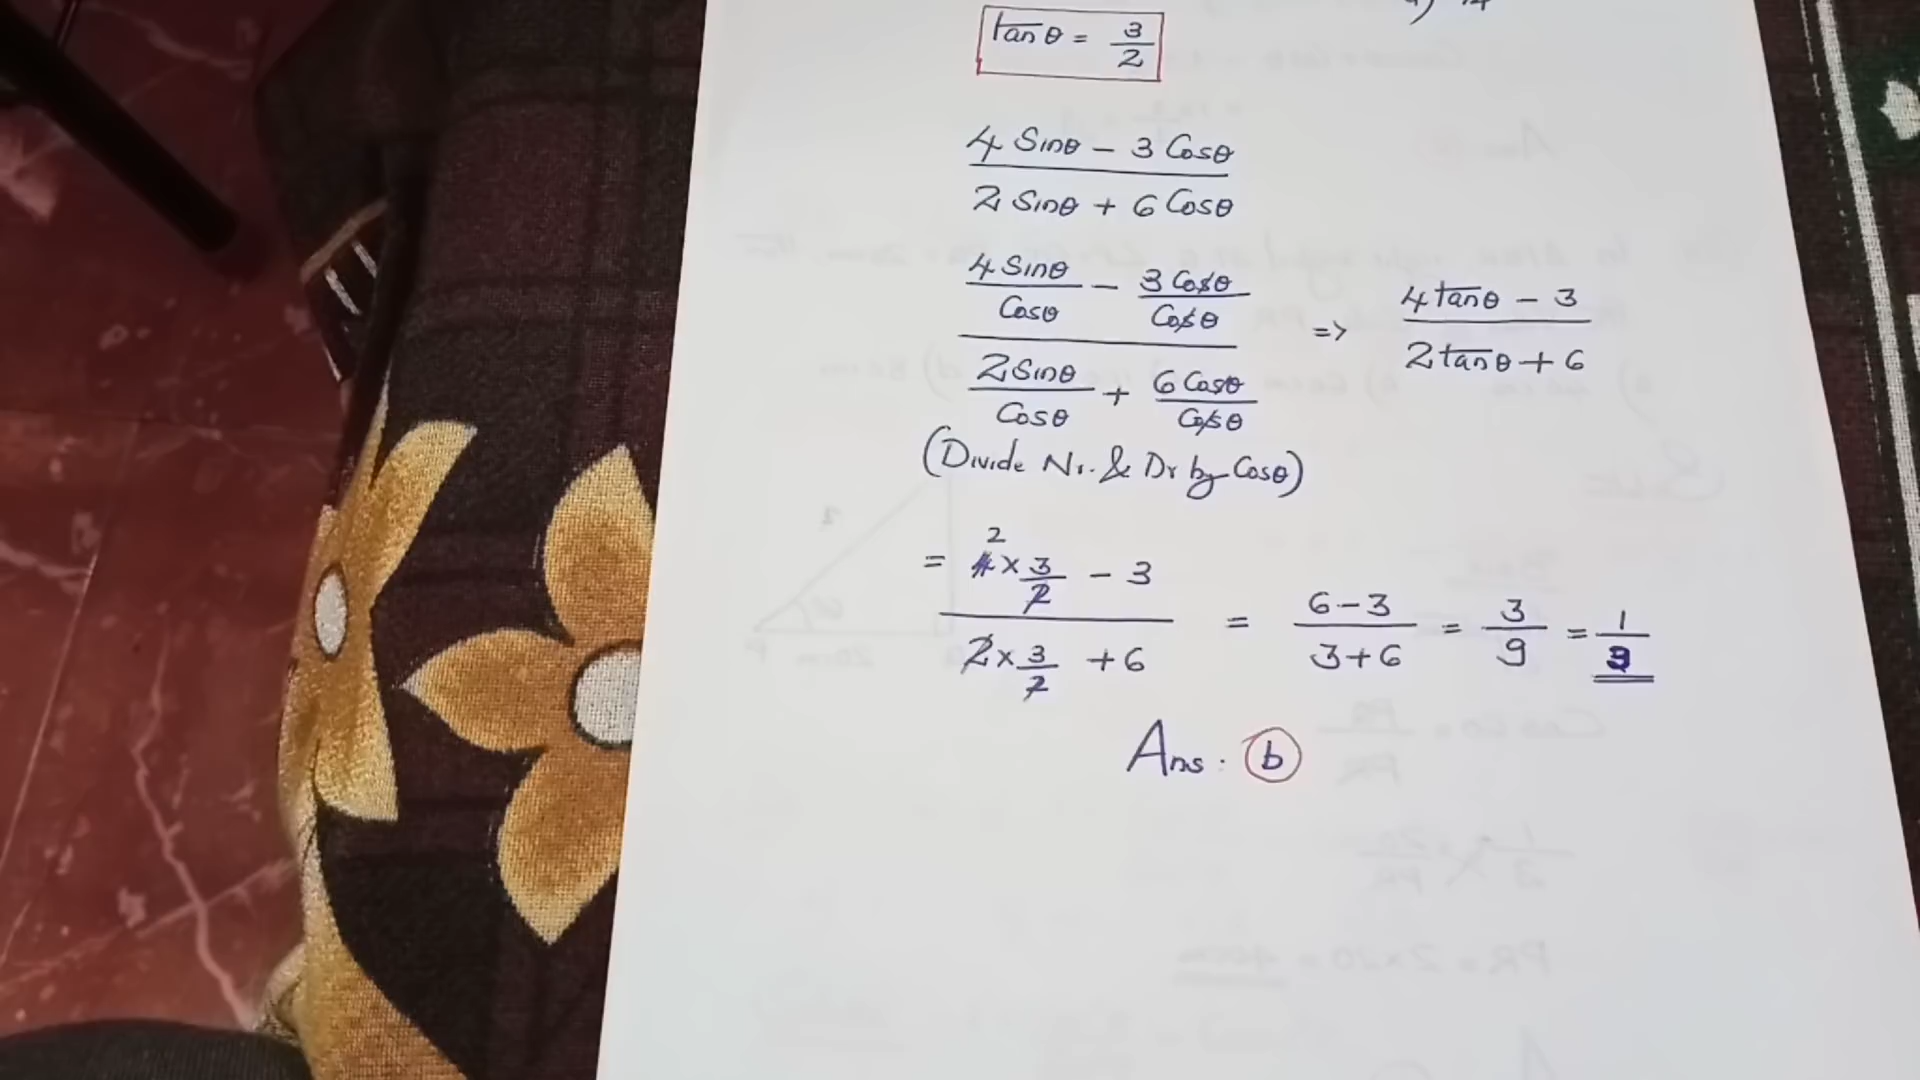 tanθ = 3/2
4 Sinθ - 3 Cosθ
2 Sinθ + 6 Cosθ
4 Sinθ/Cosθ - 3 Cosθ/Cosθ => 4 tanθ - 3
2 Sinθ/Cosθ + 6 Cosθ/Cosθ 2 tanθ + 6
(Divide Nr. & Dr by Cosθ)
2
= 4 × 3/2 - 3 = 6-3 = 3 = 1
2 × 3/2 + 6 3+6 9 3
Ans. b